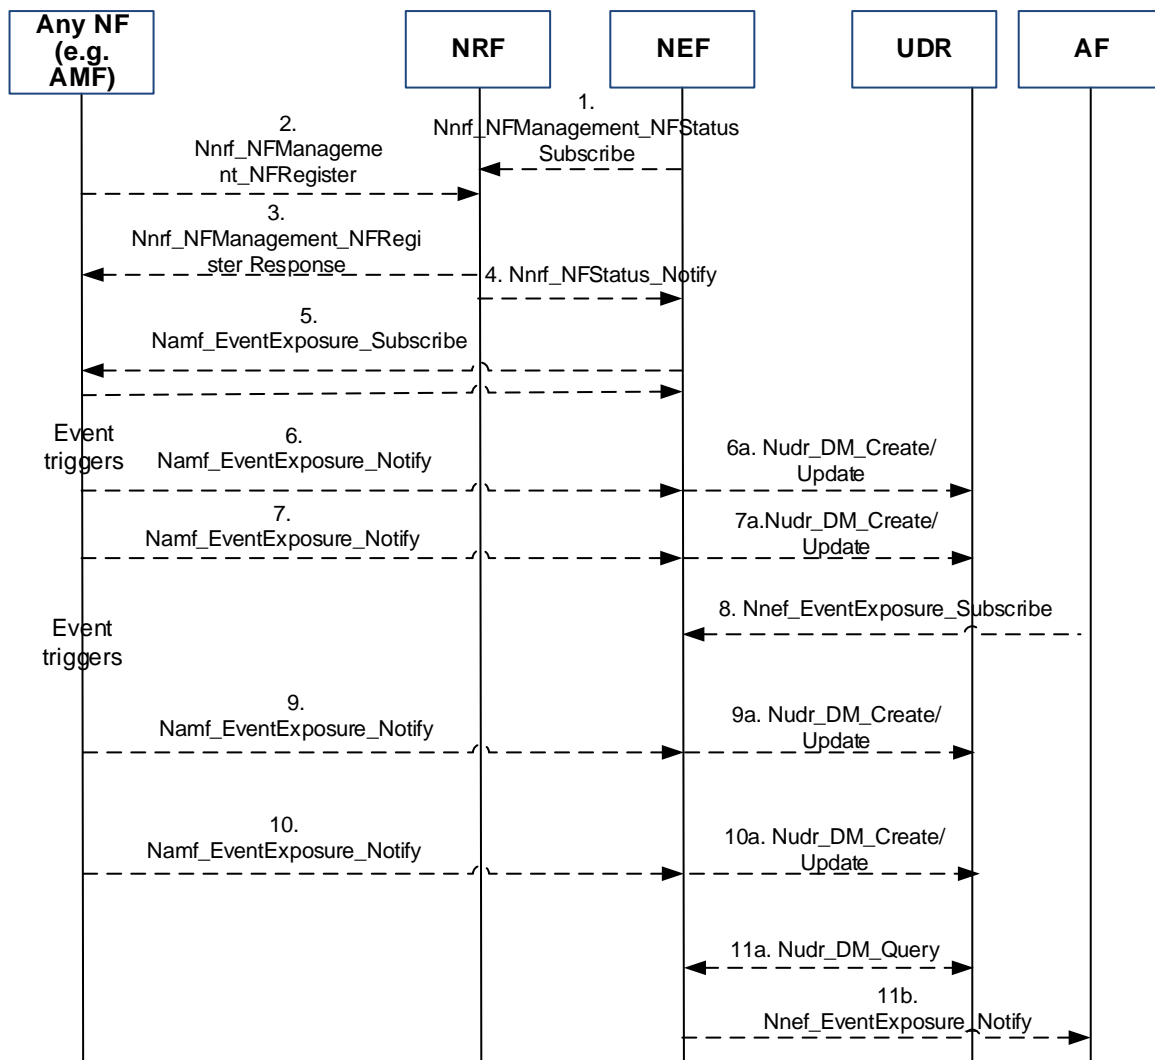 Any NF
(e.g.
AMF)
NRF
NEF
UDR
AF
1.
Nnrf_NFManagement_NFStatus
Subscribe
2.
Nnrf_NFManageme
nt_NFRegister
3.
Nnrf_NFManagement_NFRegi
ster Response
4. Nnrf_NFStatus_Notify
5.
Namf_EventExposure_Subscribe
Event
triggers
6.
Namf_EventExposure_Notify
6a. Nudr_DM_Create/
Update
7.
Namf_EventExposure_Notify
7a.Nudr_DM_Create/
Update
8. Nnef_EventExposure_Subscribe
Event
triggers
9.
Namf_EventExposure_Notify
9a. Nudr_DM_Create/
Update
10.
Namf_EventExposure_Notify
10a. Nudr_DM_Create/
Update
11a. Nudr_DM_Query
11b.
Nnef_EventExposure_Notify